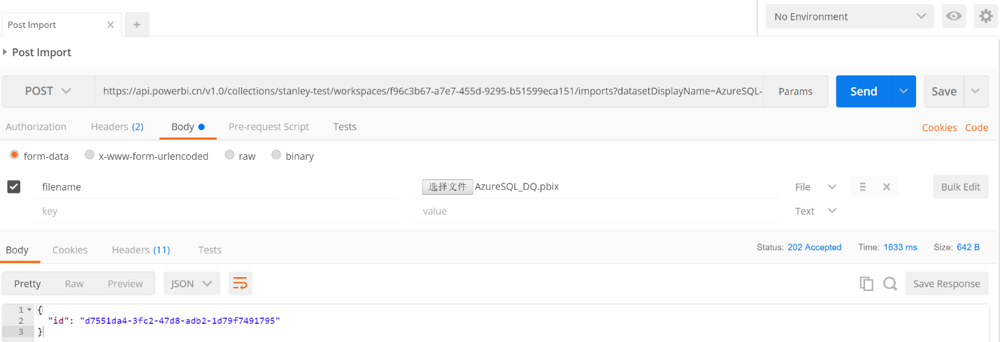 Post Import
No Environment
Post Import
POST https://api.powerbi.cn/v1.0/collections/stanley-test/workspaces/f96c3b67-a7e7-455d-9295-b51599eca151/imports?datasetDisplayName=AzureSQL- Params Send Save
Authorization Headers (2) Body Pre-request Script Tests Cookies Code
form-data x-www-form-urlencoded raw binary
filename 选择文件 AzureSQL_DQ.pbix File Bulk Edit
key value Text
Body Cookies Headers (11) Tests Status: 202 Accepted Time: 1633 ms Size: 642 B
Pretty Raw Preview JSON Save Response
1 {
2 "id": "d7551da4-3fc2-47d8-adb2-1d79f7491795"
3 }